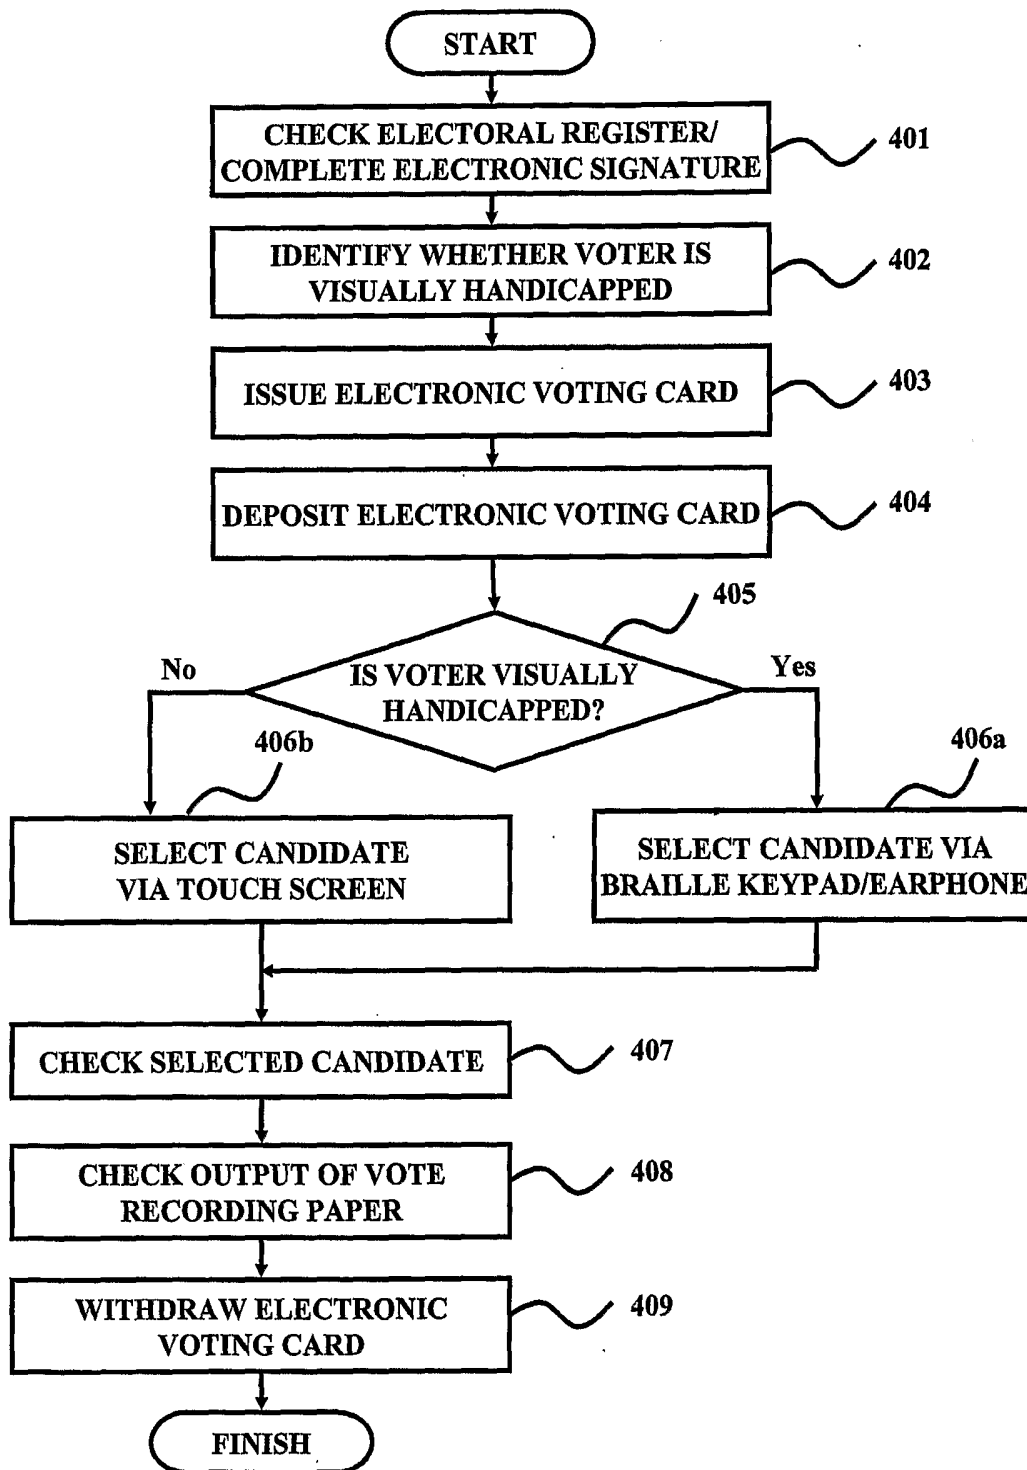 START
CHECK ELECTORAL REGISTER/
COMPLETE ELECTRONIC SIGNATURE
401
IDENTIFY WHETHER VOTER IS
VISUALLY HANDICAPPED
402
ISSUE ELECTRONIC VOTING CARD
403
DEPOSIT ELECTRONIC VOTING CARD
404
405
IS VOTER VISUALLY
HANDICAPPED?
No
Yes
406b
SELECT CANDIDATE
VIA TOUCH SCREEN
406a
SELECT CANDIDATE VIA
BRAILLE KEYPAD/EARPHONE
CHECK SELECTED CANDIDATE
407
CHECK OUTPUT OF VOTE
RECORDING PAPER
408
WITHDRAW ELECTRONIC
VOTING CARD
409
FINISH